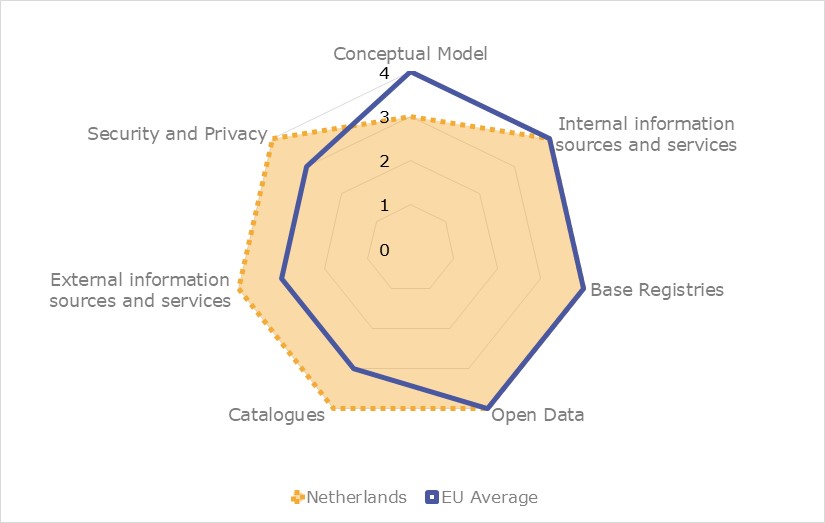 Conceptual Model
4
3
2
1
0
Security and Privacy
Internal information
sources and services
External information
sources and services
Base Registries
Catalogues
Open Data
Netherlands
EU Average